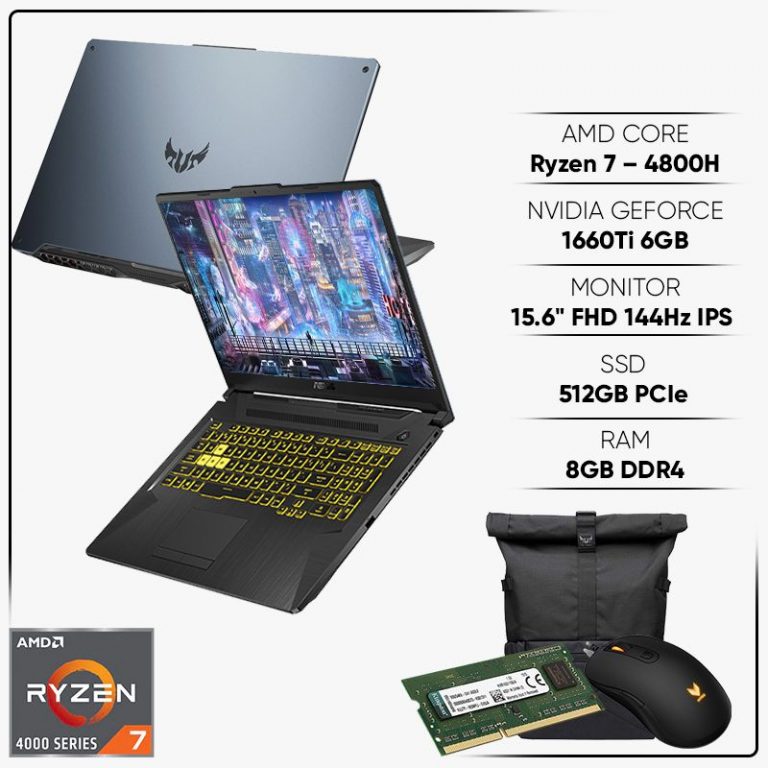 AMD CORE
Ryzen 7 – 4800H
NVIDIA GEFORCE
1660Ti 6GB
MONITOR
15.6" FHD 144Hz IPS
SSD
512GB PCIe
RAM
8GB DDR4
AMD
RYZEN
4000 SERIES 7